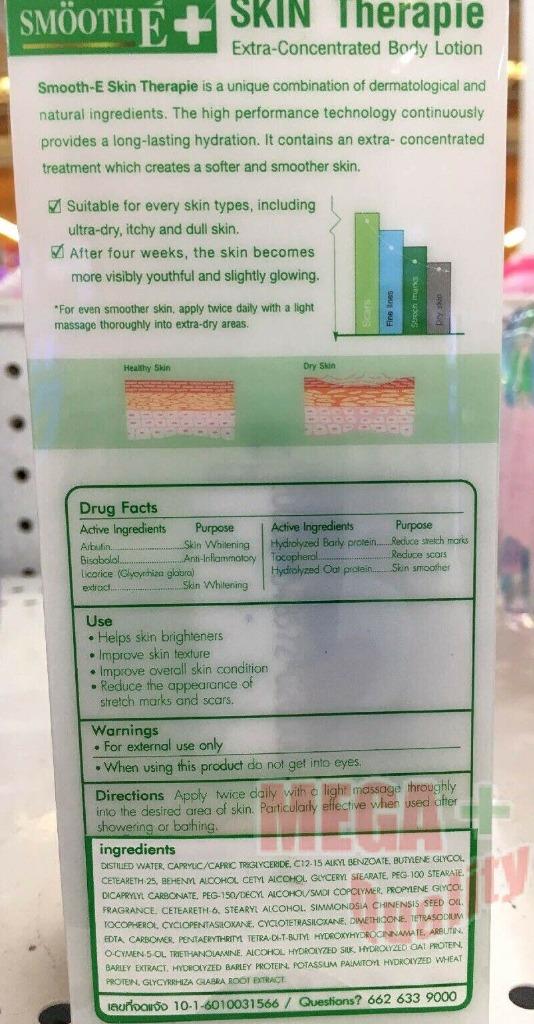 SMÖÖTH É
SKIN Therapie
Extra-Concentrated Body Lotion
Smooth-E Skin Therapie is a unique combination of dermatological and
natural ingredients. The high performance technology continuously
provides a long-lasting hydration. It contains an extra- concentrated
treatment which creates a softer and smoother skin.
Suitable for every skin types, including
ultra-dry, itchy and dull skin.
After four weeks, the skin becomes
more visibly youthful and slightly glowing.
*For even smoother skin, apply twice daily with a light
massage thoroughly into extra-dry areas.
Scars
Fine lines
Strech marks
Dry skin
Healthy Skin
Dry Skin
Drug Facts
Active Ingredients Purpose
Arbutin..........Skin Whitening
Bisabolol..........Anti-Inflammatory
Licorice (Glycyrrhiza glabra)
extract..........Skin Whitening
Active Ingredients Purpose
Hydrolyzed Barly protein.....Reduce stretch marks
Tocopherol..........Reduce scars
Hydrolyzed Oat protein.....Skin smoother
Use
• Helps skin brighteners
• Improve skin texture
• Improve overall skin condition
• Reduce the appearance of
stretch marks and scars.
Warnings
• For external use only
• When using this product do not get into eyes.
Directions Apply twice daily with a light massage throughly
into the desired area of skin. Particularly effective when used after
showering or bathing.
ingredients
DISTILLED WATER, CAPRYLIC/CAPRIC TRIGLYCERIDE, C12-15 ALKYL BENZOATE, BUTYLENE GLYCOL,
CETEARETH-25, BEHENYL ALCOHOL CETYL ALCOHOL, GLYCERYL STEARATE, PEG-100 STEARATE,
DICAPRYLYL CARBONATE, PEG-150/DECYL ALCOHOL/SMDI COPOLYMER, PROPYLENE GLYCOL
FRAGRANCE, CETEARETH-6, STEARYL ALCOHOL, SIMMONDSIA CHINENSIS SEED OIL,
TOCOPHEROL, CYCLOPENTASILOXANE, CYCLOTETRASILOXANE, DIMETHICONE, TETRASODIUM
EDTA, CARBOMER, PENTAERYTHRITYL TETRA-DI-T-BUTYL HYDROXYHYDROCINNAMATE, ARBUTIN,
O-CYMEN-5-OL TRIETHANOLAMINE, ALCOHOL, HYDROLYZED SILK, HYDROLYZED OAT PROTEIN,
BARLEY EXTRACT, HYDROLYZED BARLEY PROTEIN, POTASSIUM PALMITOYL HYDROLYZED WHEAT
PROTEIN, GLYCYRRHIZA GLABRA ROOT EXTRACT.
เลขที่จดแจ้ง 10-1-6010031566 / Questions? 662 633 9000
MEGA+